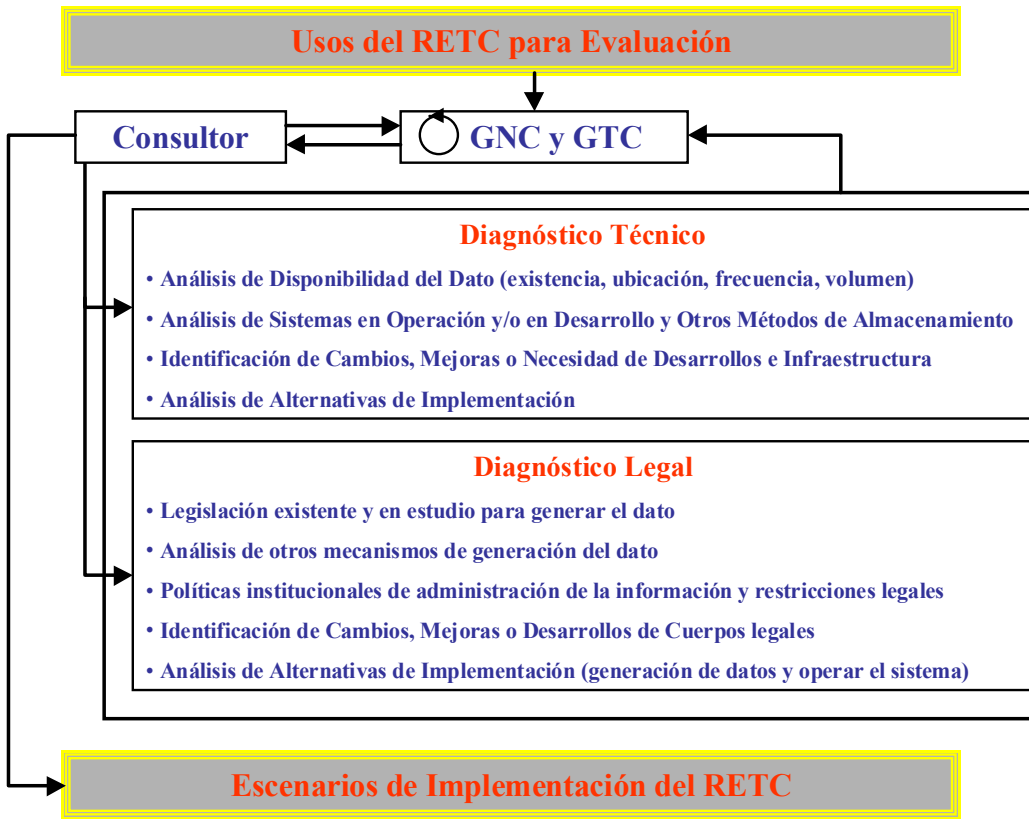 Usos del RETC para Evaluación
Consultor
GNC y GTC
Diagnóstico Técnico
• Análisis de Disponibilidad del Dato (existencia, ubicación, frecuencia, volumen)
• Análisis de Sistemas en Operación y/o en Desarrollo y Otros Métodos de Almacenamiento
• Identificación de Cambios, Mejoras o Necesidad de Desarrollos e Infraestructura
• Análisis de Alternativas de Implementación
Diagnóstico Legal
• Legislación existente y en estudio para generar el dato
• Análisis de otros mecanismos de generación del dato
• Políticas institucionales de administración de la información y restricciones legales
• Identificación de Cambios, Mejoras o Desarrollos de Cuerpos legales
• Análisis de Alternativas de Implementación (generación de datos y operar el sistema)
Escenarios de Implementación del RETC